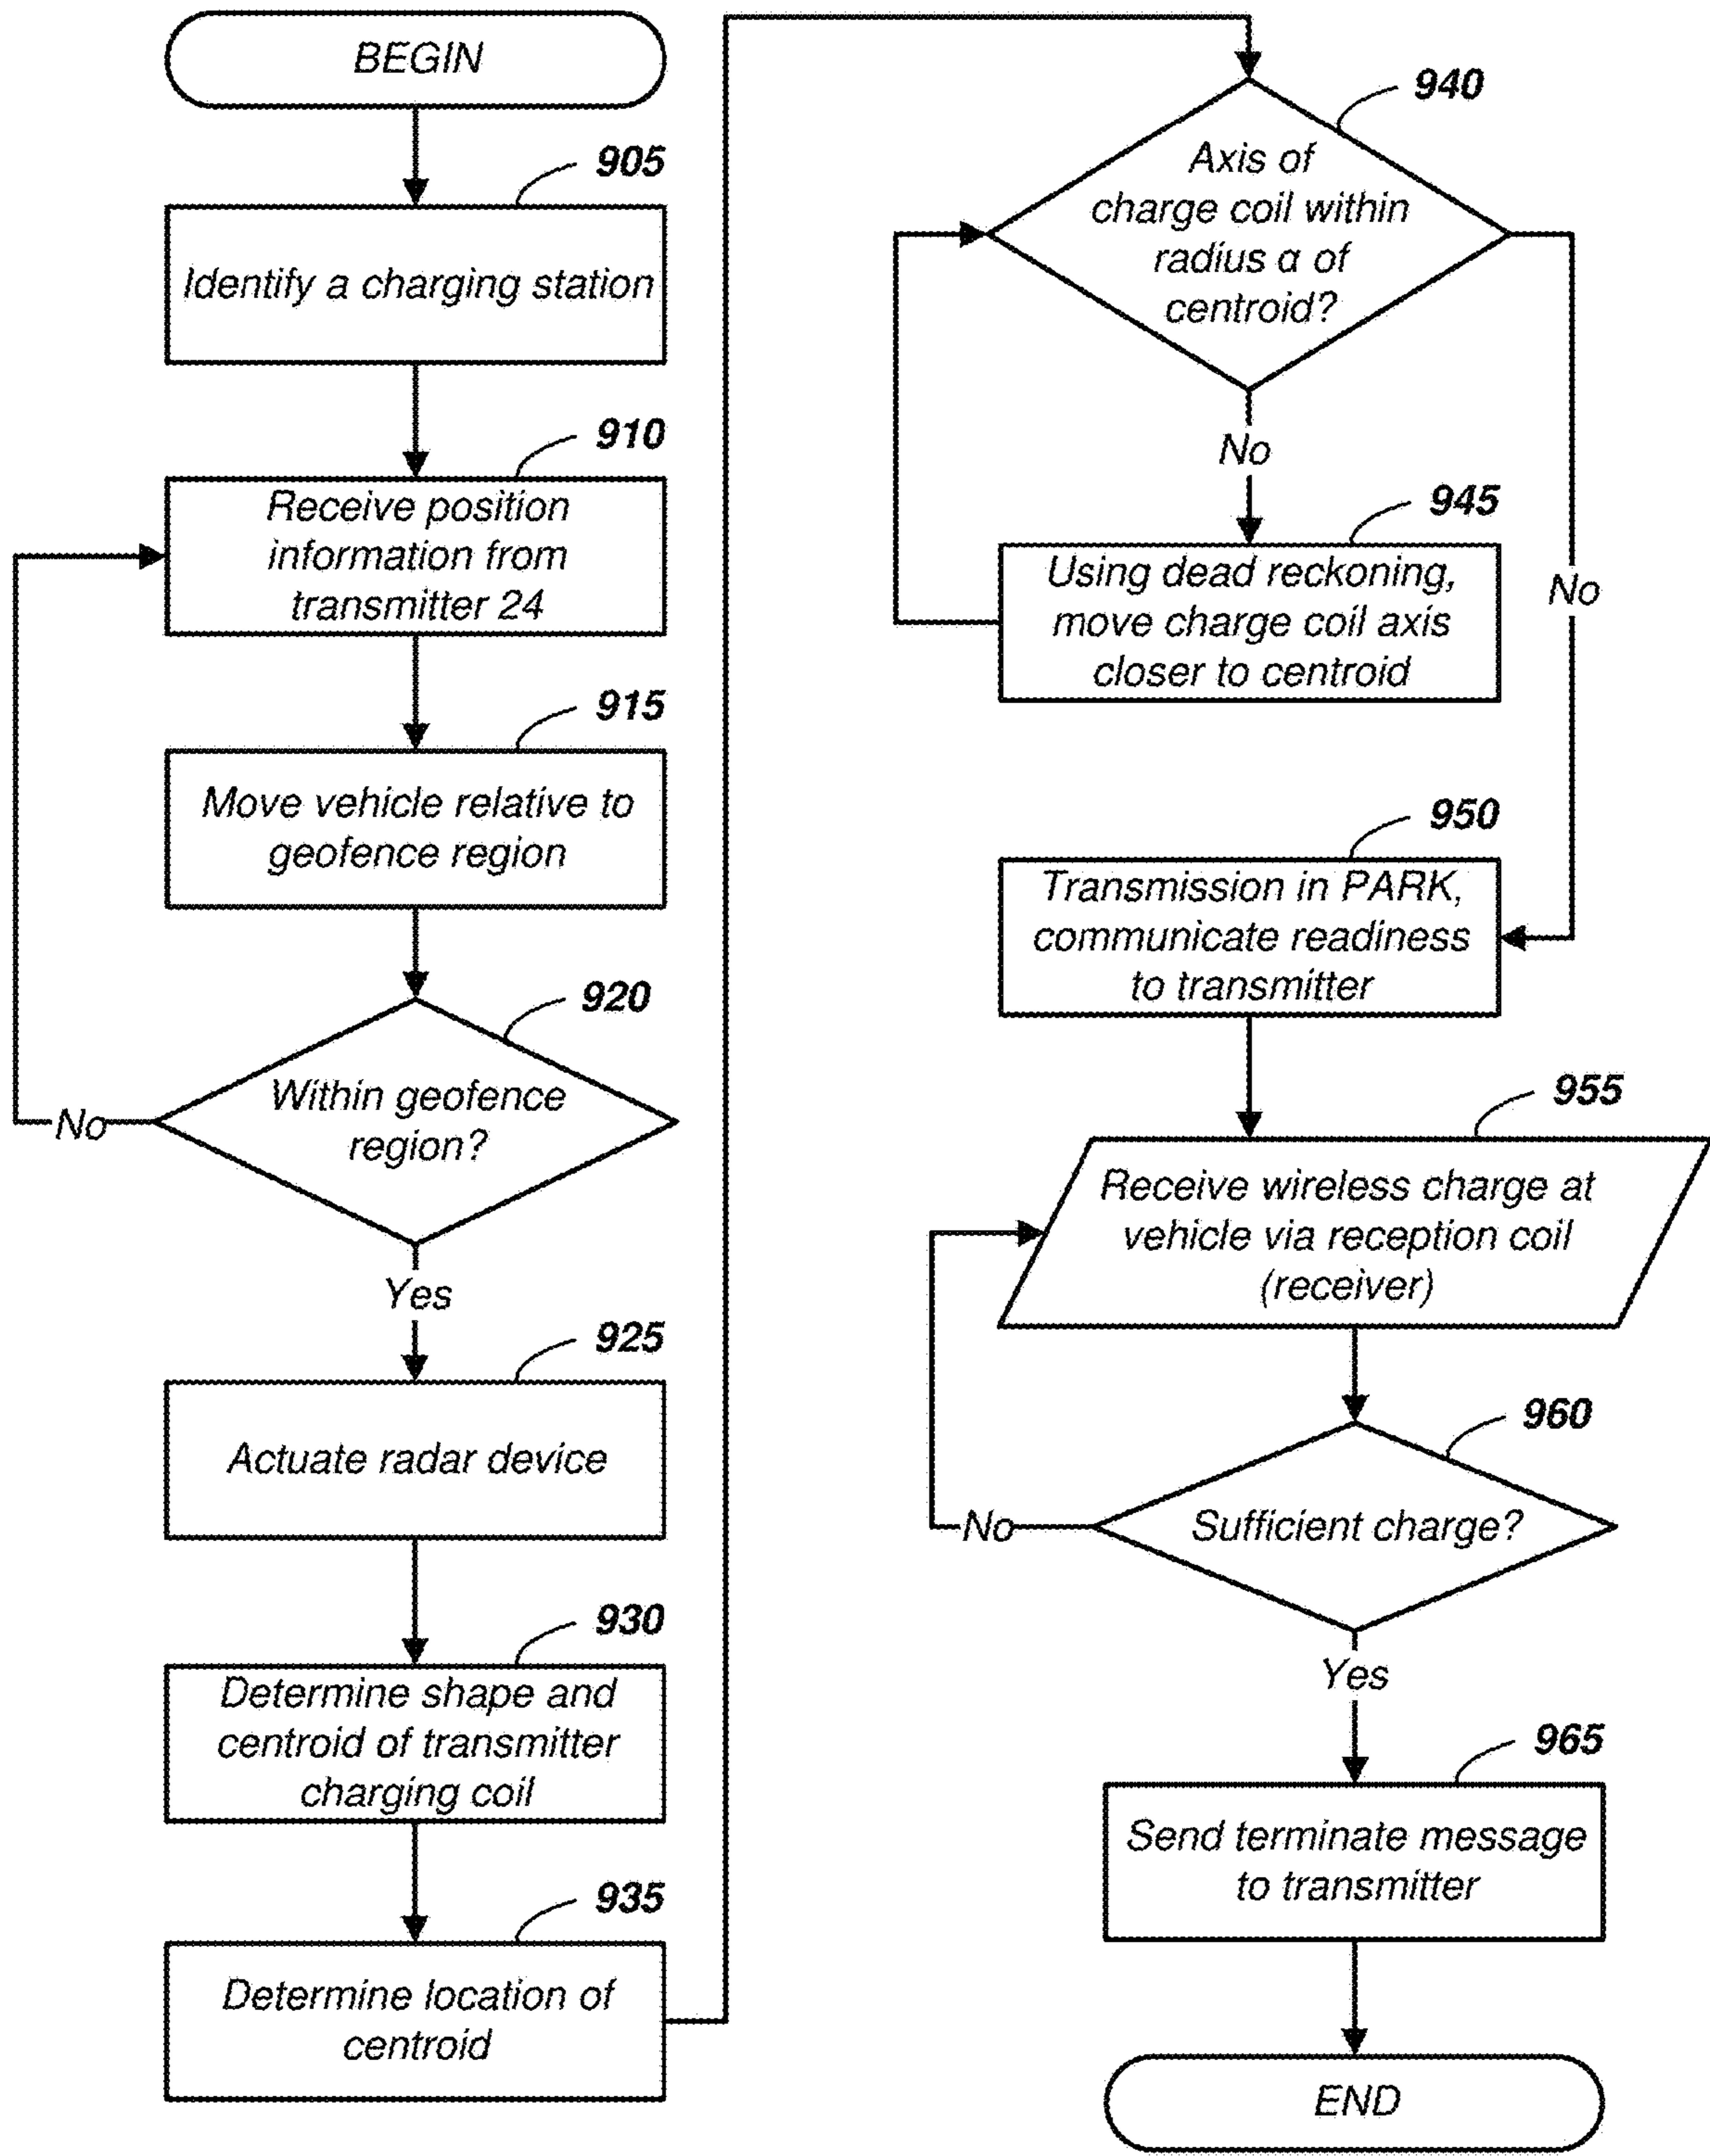 BEGIN
905
Identify a charging station
910
Receive position
information from
transmitter 24
915
Move vehicle relative to
geofence region
920
Within geofence
region?
No
Yes
925
Actuate radar device
930
Determine shape and
centroid of transmitter
charging coil
935
Determine location of
centroid
940
Axis of
charge coil within
radius α of
centroid?
No
No
945
Using dead reckoning,
move charge coil axis
closer to centroid
950
Transmission in PARK,
communicate readiness
to transmitter
955
Receive wireless charge at
vehicle via reception coil
(receiver)
960
Sufficient charge?
No
Yes
965
Send terminate message
to transmitter
END